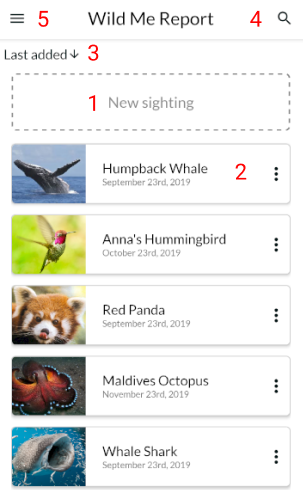 5 Wild Me Report 4
Last added 3
1 New sighting
Humpback Whale 2
September 23rd, 2019
Anna's Hummingbird
October 23rd, 2019
Red Panda
September 23rd, 2019
Maldives Octopus
November 23rd, 2019
Whale Shark
September 23rd, 2019